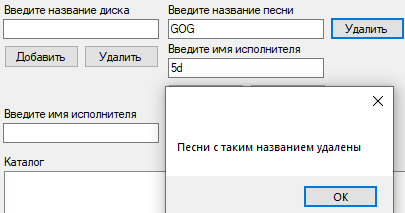 Введите название диска
Введите название песни
GOG
Удалить
Добавить
Удалить
Введите имя исполнителя
5d
Введите имя исполнителя
Песни с таким названием удалены
Каталог
OK